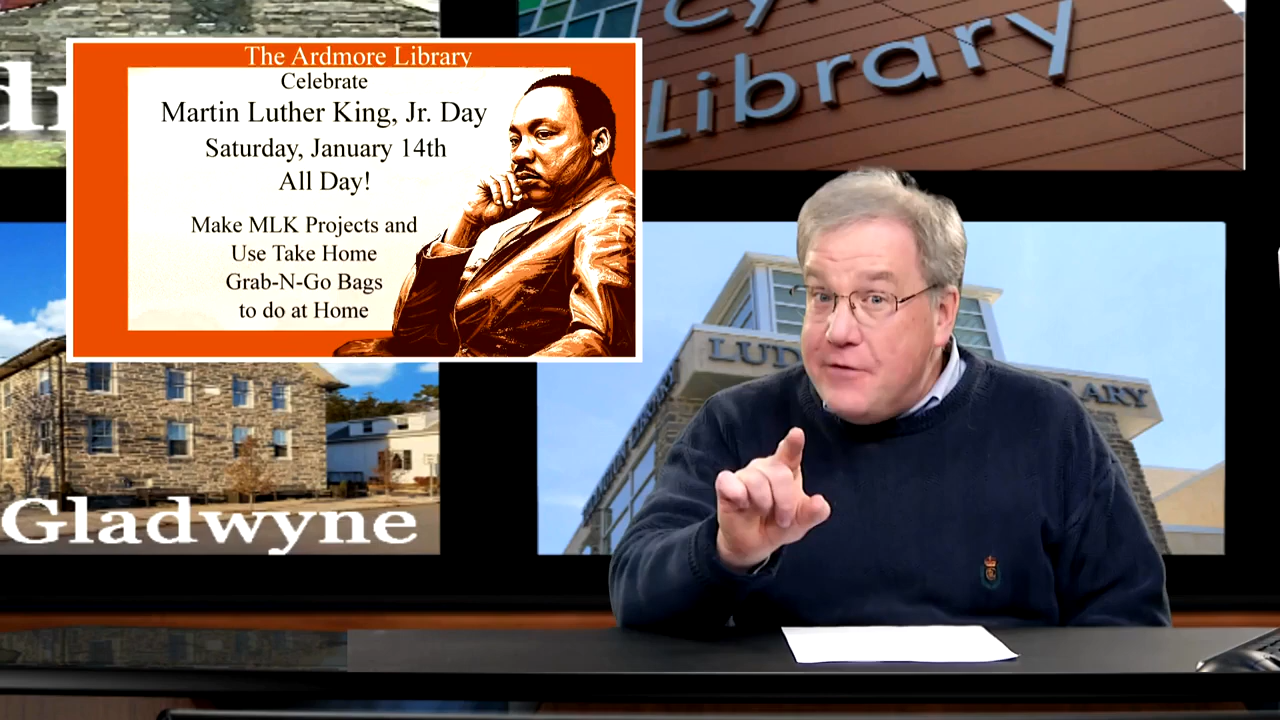 The Ardmore Library
Celebrate
Martin Luther King, Jr. Day
Saturday, January 14th
All Day!
Make MLK Projects and
Use Take Home
Grab-N-Go Bags
to do at Home
Library
Gladwyne